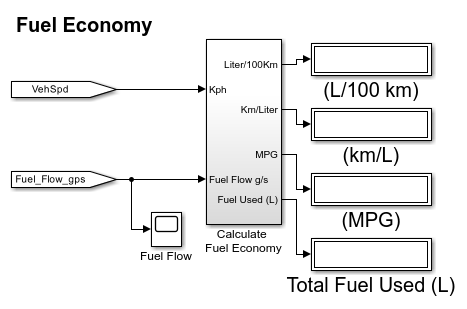 Fuel Economy
Liter/100Km
(L/100 km)
VehSpd
Kph
Km/Liter
(km/L)
MPG
(MPG)
Fuel_Flow_gps
Fuel Flow g/s
Fuel Used (L)
Fuel Flow
Calculate
Fuel Economy
Total Fuel Used (L)